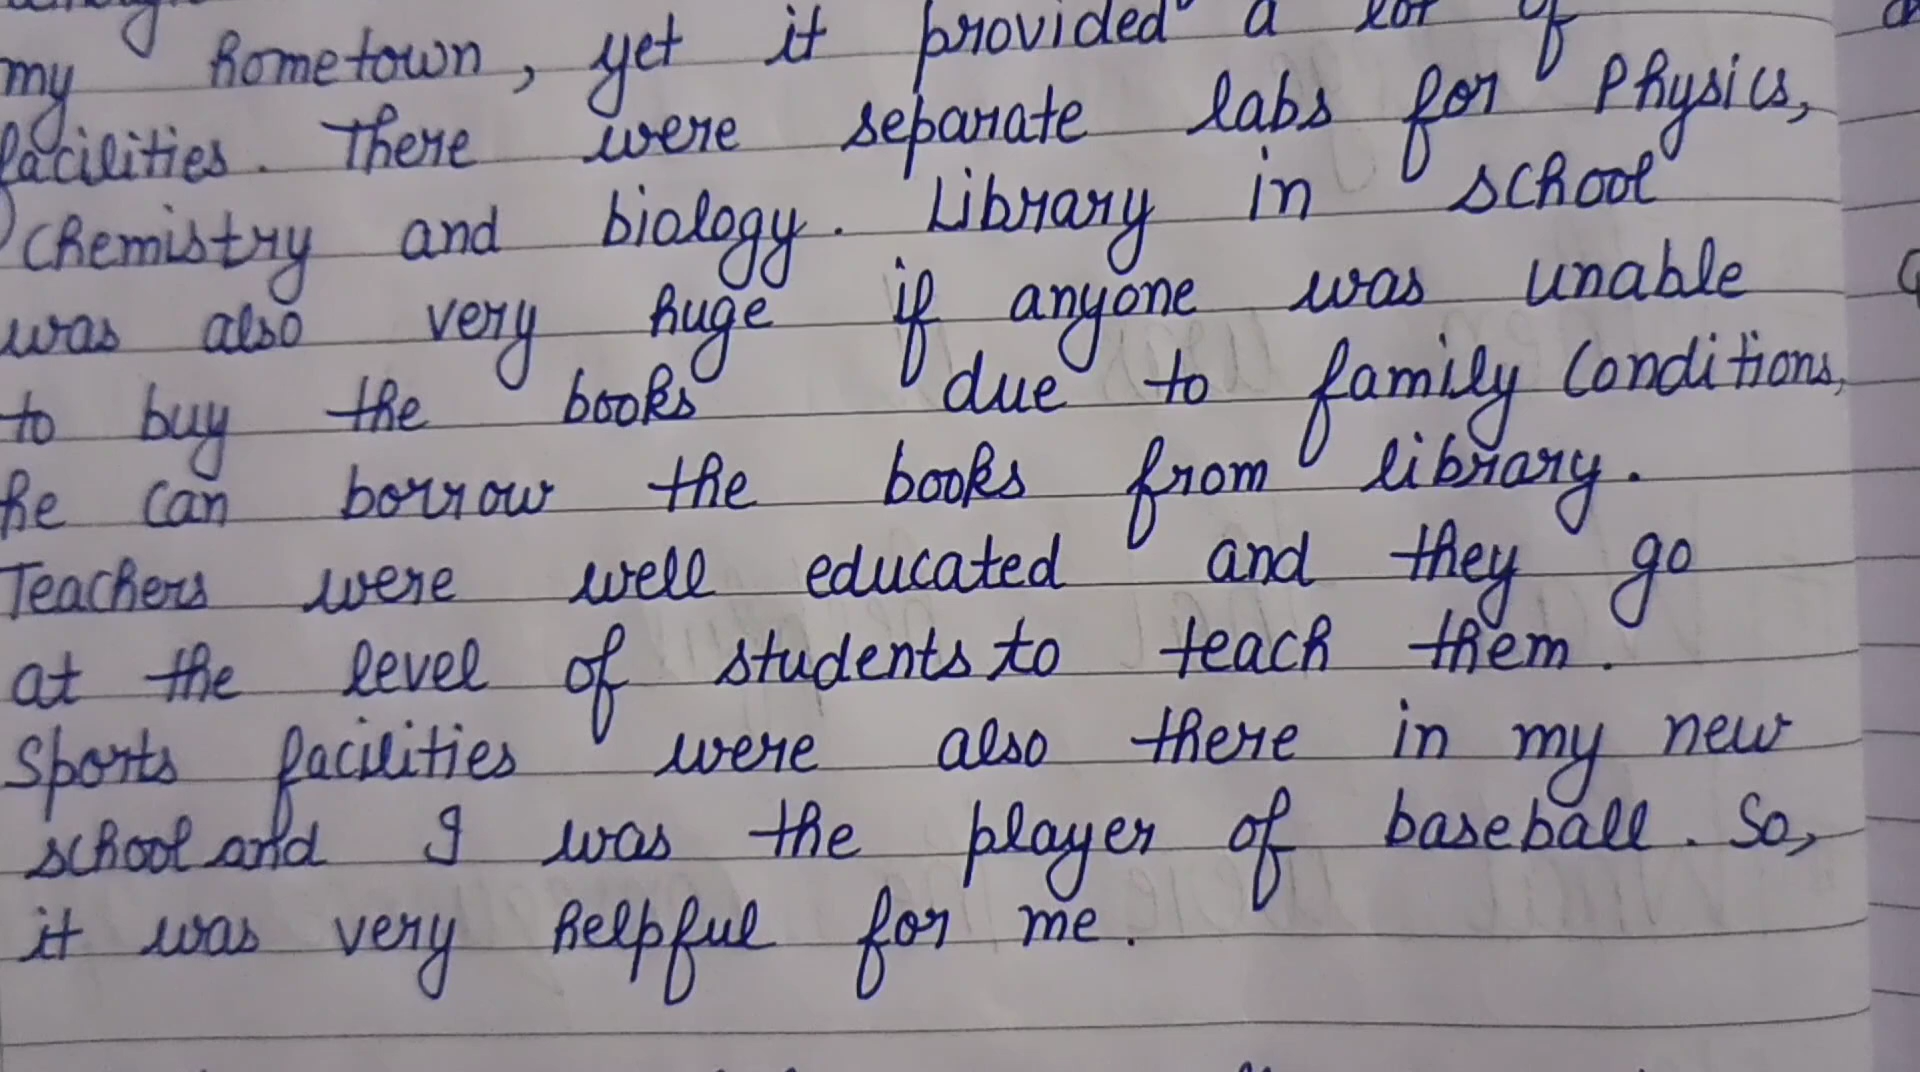 my hometown, yet it provided a lot of
facilities. There were separate labs for Physics,
Chemistry and biology. Library in school
was also very huge if anyone was unable
to buy the books due to family Conditions,
he can borrow the books from library.
Teachers were well educated and they go
at the level of students to teach them.
Sports facilities were also there in my new
school and I was the player of baseball. So,
it was very helpful for me.